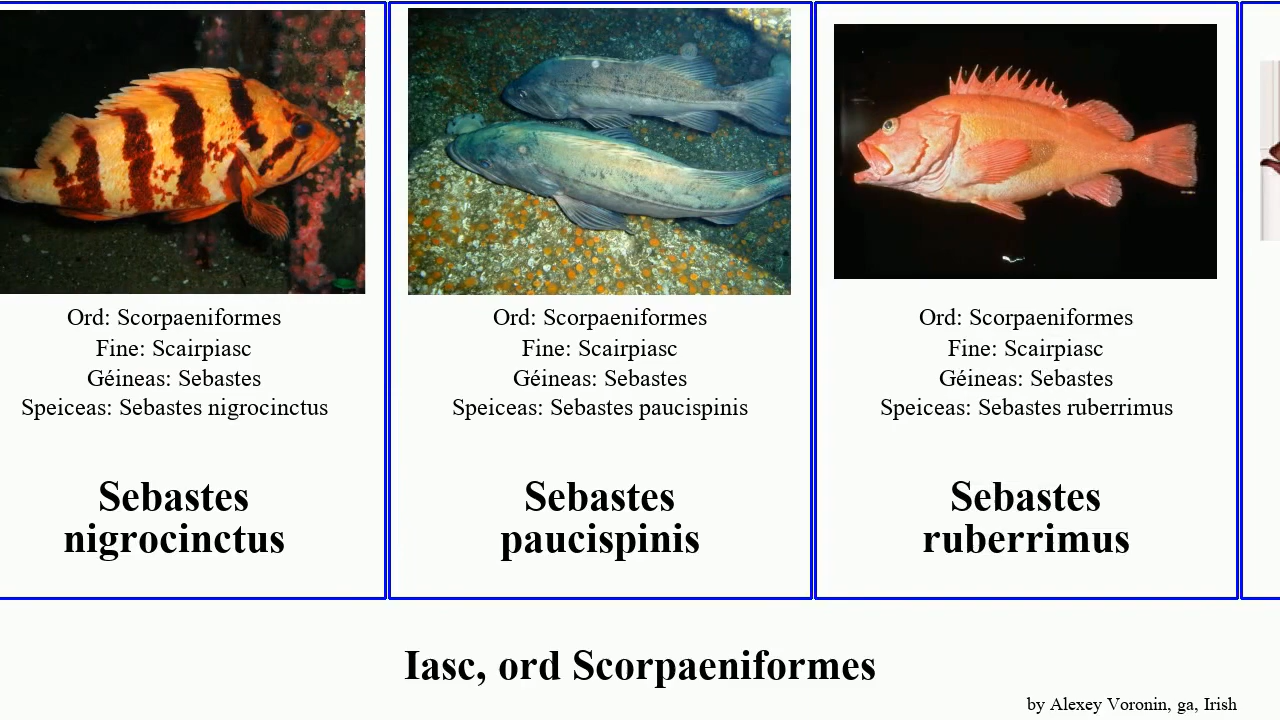 Ord: Scorpaeniformes
Fine: Scairpiasc
Géineas: Sebastes
Speiceas: Sebastes nigrocinctus
Sebastes
nigrocinctus
Ord: Scorpaeniformes
Fine: Scairpiasc
Géineas: Sebastes
Speiceas: Sebastes paucispinis
Sebastes
paucispinis
Ord: Scorpaeniformes
Fine: Scairpiasc
Géineas: Sebastes
Speiceas: Sebastes ruberrimus
Sebastes
ruberrimus
Iasc, ord Scorpaeniformes
by Alexey Voronin, ga, Irish